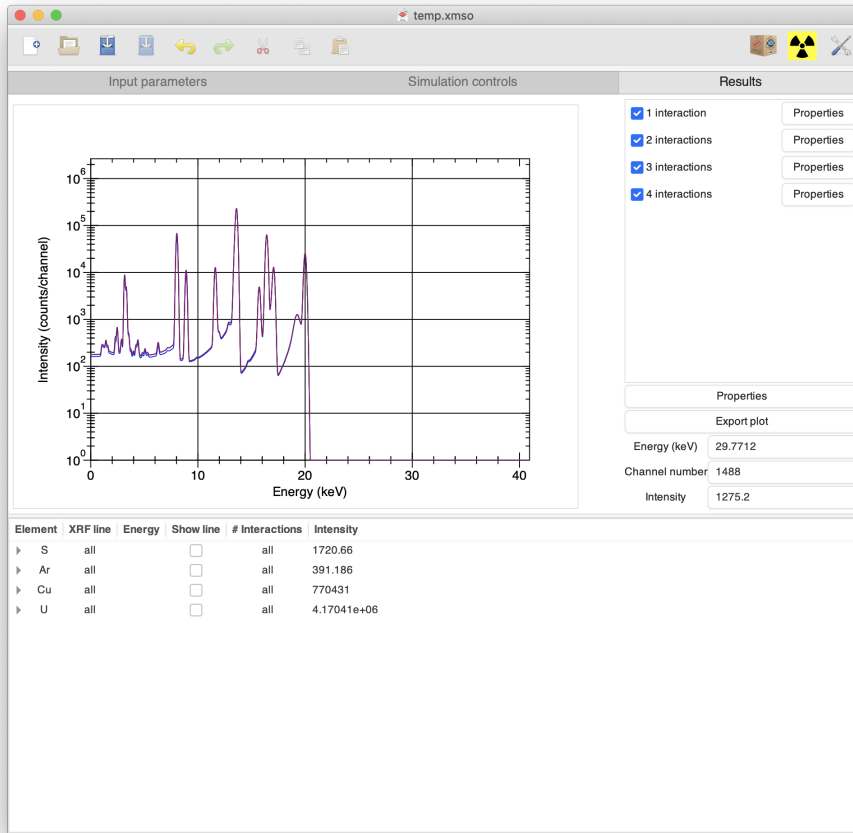 temp.xmso
Input parameters Simulation controls Results
1 interaction Properties
2 interactions Properties
3 interactions Properties
4 interactions Properties
Intensity (counts/channel)
10^6
10^5
10^4
10^3
10^2
10^1
10^0
0 10 20 30 40
Energy (keV)
Properties
Export plot
Energy (keV) 29.7712
Channel number 1488
Intensity 1275.2
Element XRF line Energy Show line # Interactions Intensity
S all all 1720.66
Ar all all 391.186
Cu all all 770431
U all all 4.17041e+06